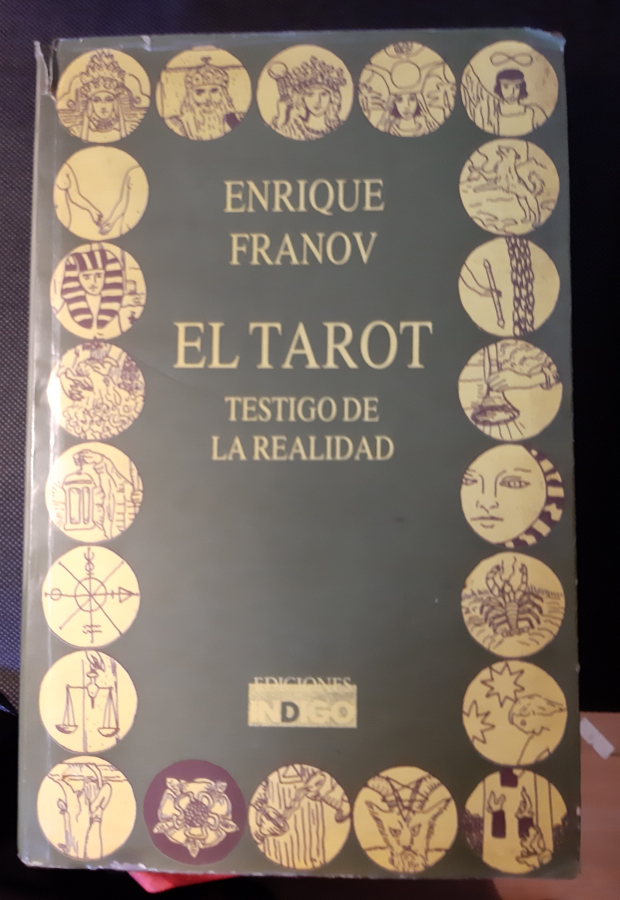 ENRIQUE
FRANOV
EL TAROT
TESTIGO DE
LA REALIDAD
EDICIONES
INDIGO